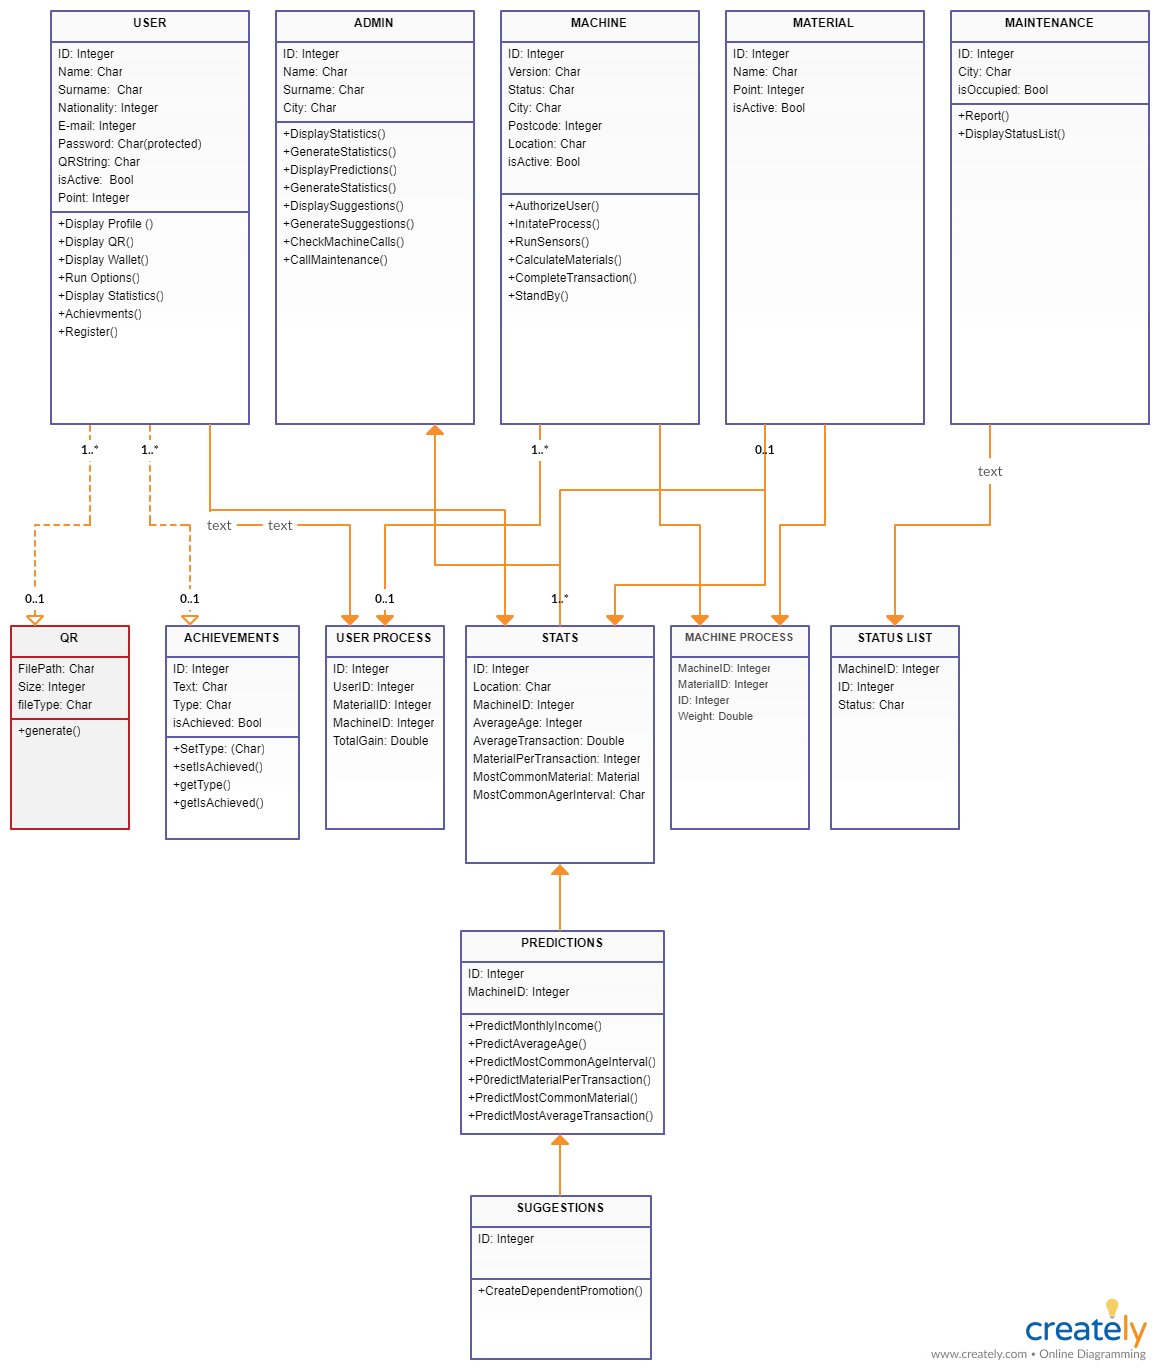 USER
ID: Integer
Name: Char
Surname:  Char
Nationality: Integer
E-mail: Integer
Password: Char(protected)
QRString: Char
isActive:  Bool
Point: Integer
+Display Profile ()
+Display QR()
+Display Wallet()
+Run Options()
+Display Statistics()
+Achievments()
+Register()
ADMIN
ID: Integer
Name: Char
Surname: Char
City: Char
+DisplayStatistics()
+GenerateStatistics()
+DisplayPredictions()
+GenerateStatistics()
+DisplaySuggestions()
+GenerateSuggestions()
+CheckMachineCalls()
+CallMaintenance()
MACHINE
ID: Integer
Version: Char
Status: Char
City: Char
Postcode: Integer
Location: Char
isActive: Bool
+AuthorizeUser()
+InitateProcess()
+RunSensors()
+CalculateMaterials()
+CompleteTransaction()
+StandBy()
MATERIAL
ID: Integer
Name: Char
Point: Integer
isActive: Bool
MAINTENANCE
ID: Integer
City: Char
isOccupied: Bool
+Report()
+DisplayStatusList()
1..*
1..*
1..*
0..1
text
text
text
0..1
0..1
0..1
1..*
QR
FilePath: Char
Size: Integer
fileType: Char
+generate()
ACHIEVEMENTS
ID: Integer
Text: Char
Type: Char
isAchieved: Bool
+SetType: (Char)
+setIsAchieved()
+getType()
+getIsAchieved()
USER PROCESS
ID: Integer
UserID: Integer
MaterialID: Integer
MachineID: Integer
TotalGain: Double
STATS
ID: Integer
Location: Char
MachineID: Integer
AverageAge: Integer
AverageTransaction: Double
MaterialPerTransaction: Integer
MostCommonMaterial: Material
MostCommonAgerInterval: Char
MACHINE PROCESS
MachineID: Integer
MaterialID: Integer
ID: Integer
Weight: Double
STATUS LIST
MachineID: Integer
ID: Integer
Status: Char
PREDICTIONS
ID: Integer
MachineID: Integer
+PredictMonthlyIncome()
+PredictAverageAge()
+PredictMostCommonAgeInterval()
+P0redictMaterialPerTransaction()
+PredictMostCommonMaterial()
+PredictMostAverageTransaction()
SUGGESTIONS
ID: Integer
+CreateDependentPromotion()
creately
www.creately.com • Online Diagramming